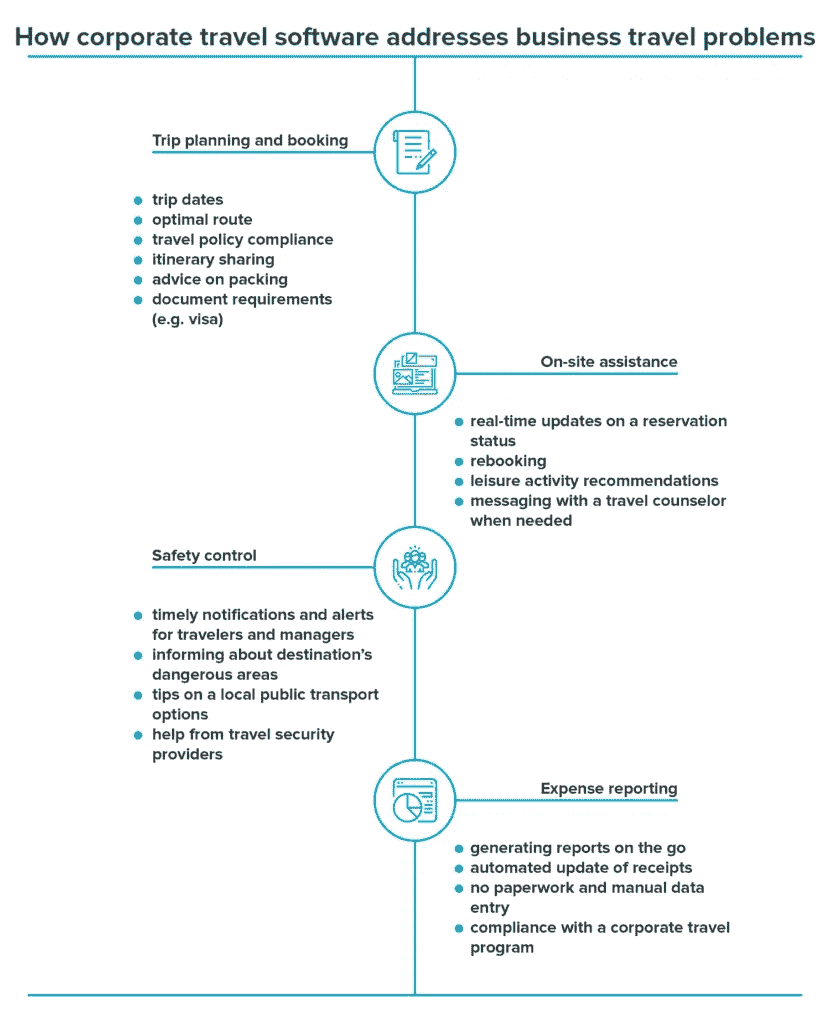 How corporate travel software addresses business travel problems
Trip planning and booking
trip dates
optimal route
travel policy compliance
itinerary sharing
advice on packing
document requirements
(e.g. visa)
On-site assistance
real-time updates on a reservation
status
rebooking
leisure activity recommendations
messaging with a travel counselor
when needed
Safety control
timely notifications and alerts
for travelers and managers
informing about destination's
dangerous areas
tips on a local public transport
options
help from travel security
providers
Expense reporting
generating reports on the go
automated update of receipts
no paperwork and manual data
entry
compliance with a corporate travel
program